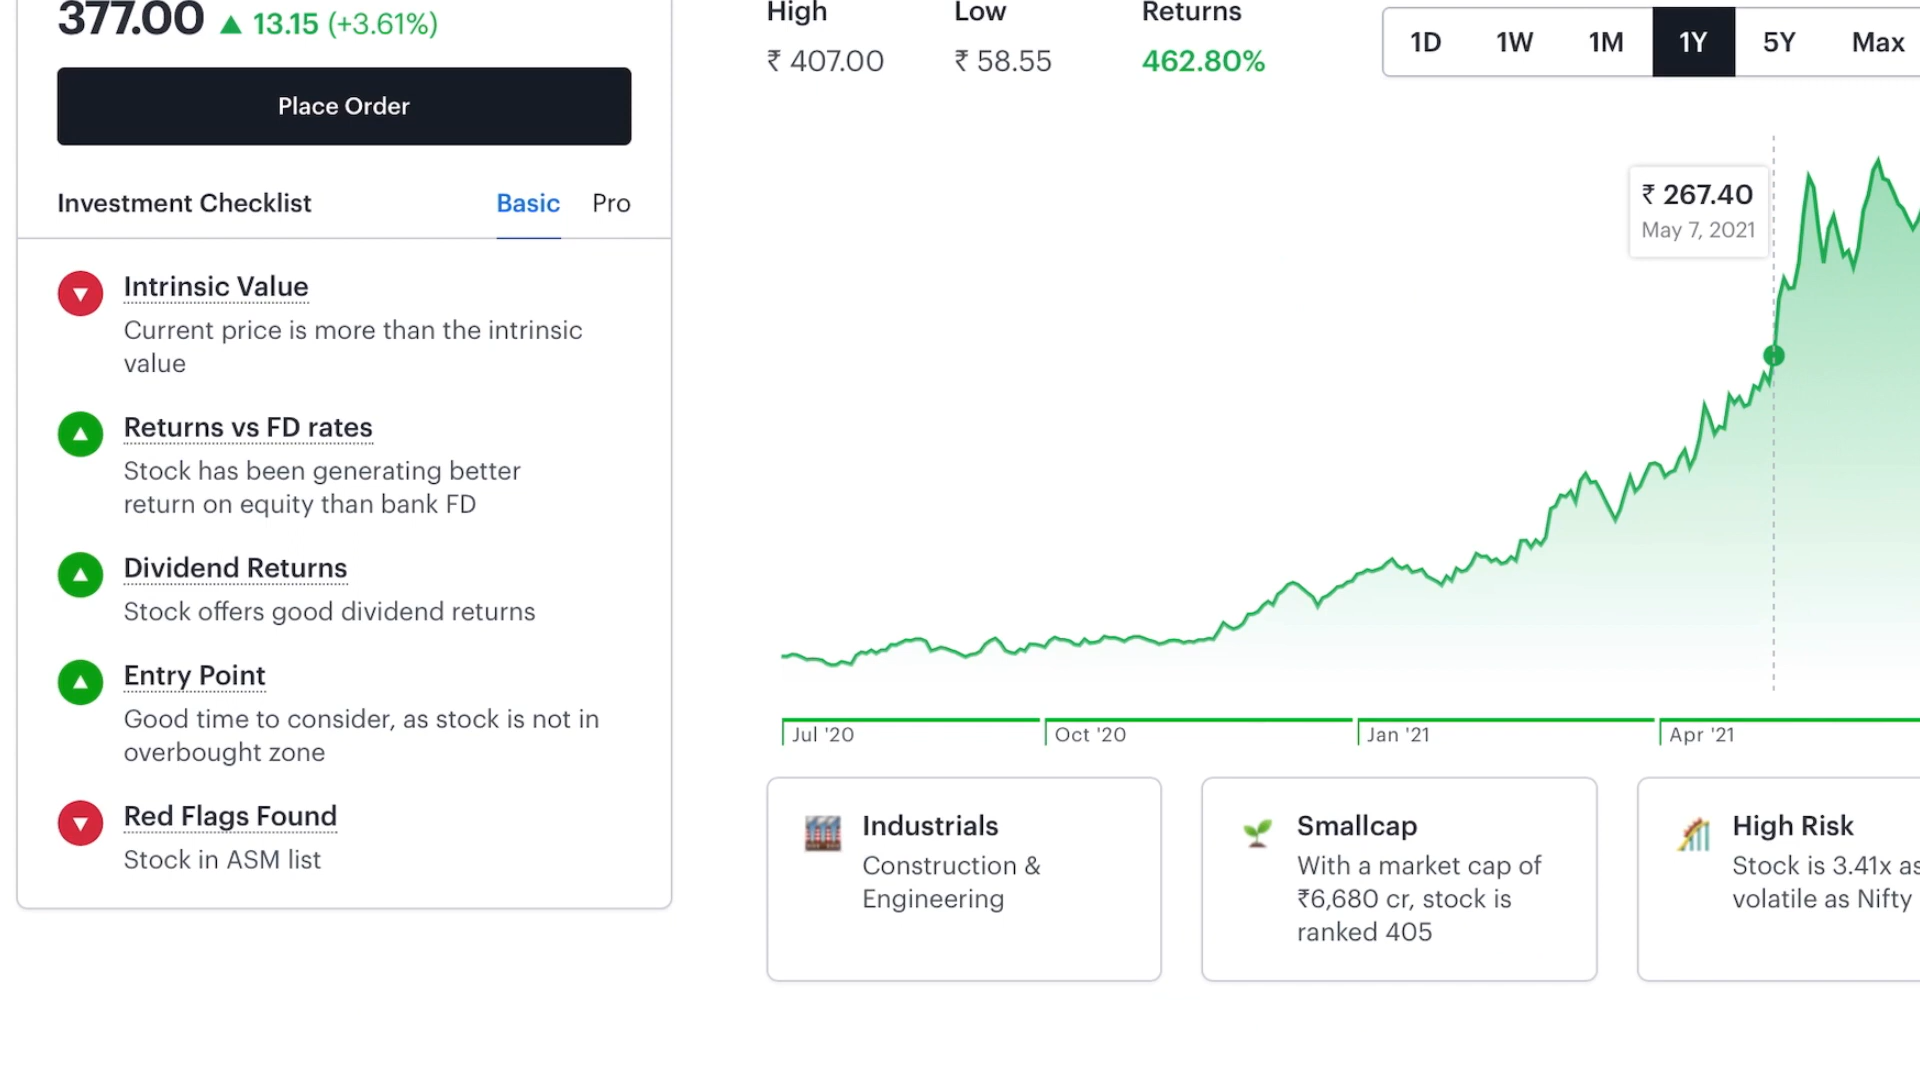 377.00 ▲ 13.15 (+3.61%)
Place Order
Investment Checklist Basic Pro
Intrinsic Value
Current price is more than the intrinsic
value
Returns vs FD rates
Stock has been generating better
return on equity than bank FD
Dividend Returns
Stock offers good dividend returns
Entry Point
Good time to consider, as stock is not in
overbought zone
Red Flags Found
Stock in ASM list
High Low Returns
₹ 407.00 ₹ 58.55 462.80%
1D 1W 1M 1Y 5Y Max
₹ 267.40
May 7, 2021
Jul '20 Oct '20 Jan '21 Apr '21
Industrials
Construction &
Engineering
Smallcap
With a market cap of
₹6,680 cr, stock is
ranked 405
High Risk
Stock is 3.41x as
volatile as Nifty